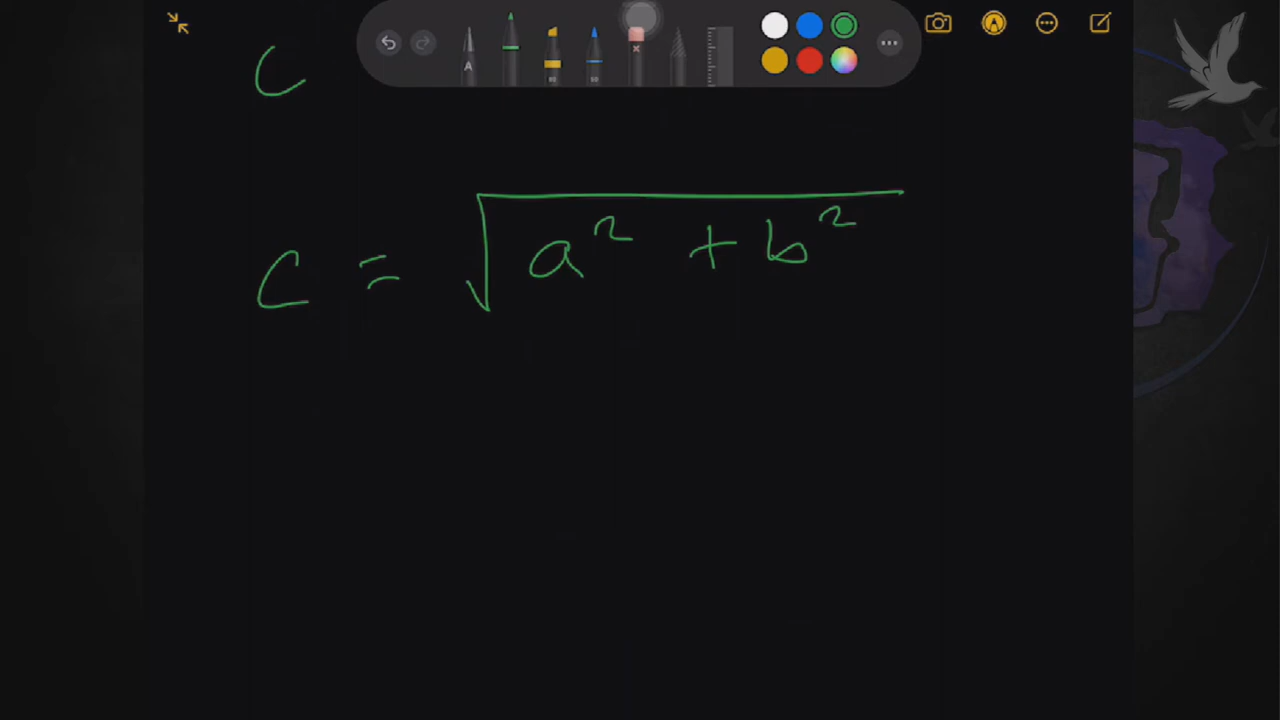 C
C = √a² + b²